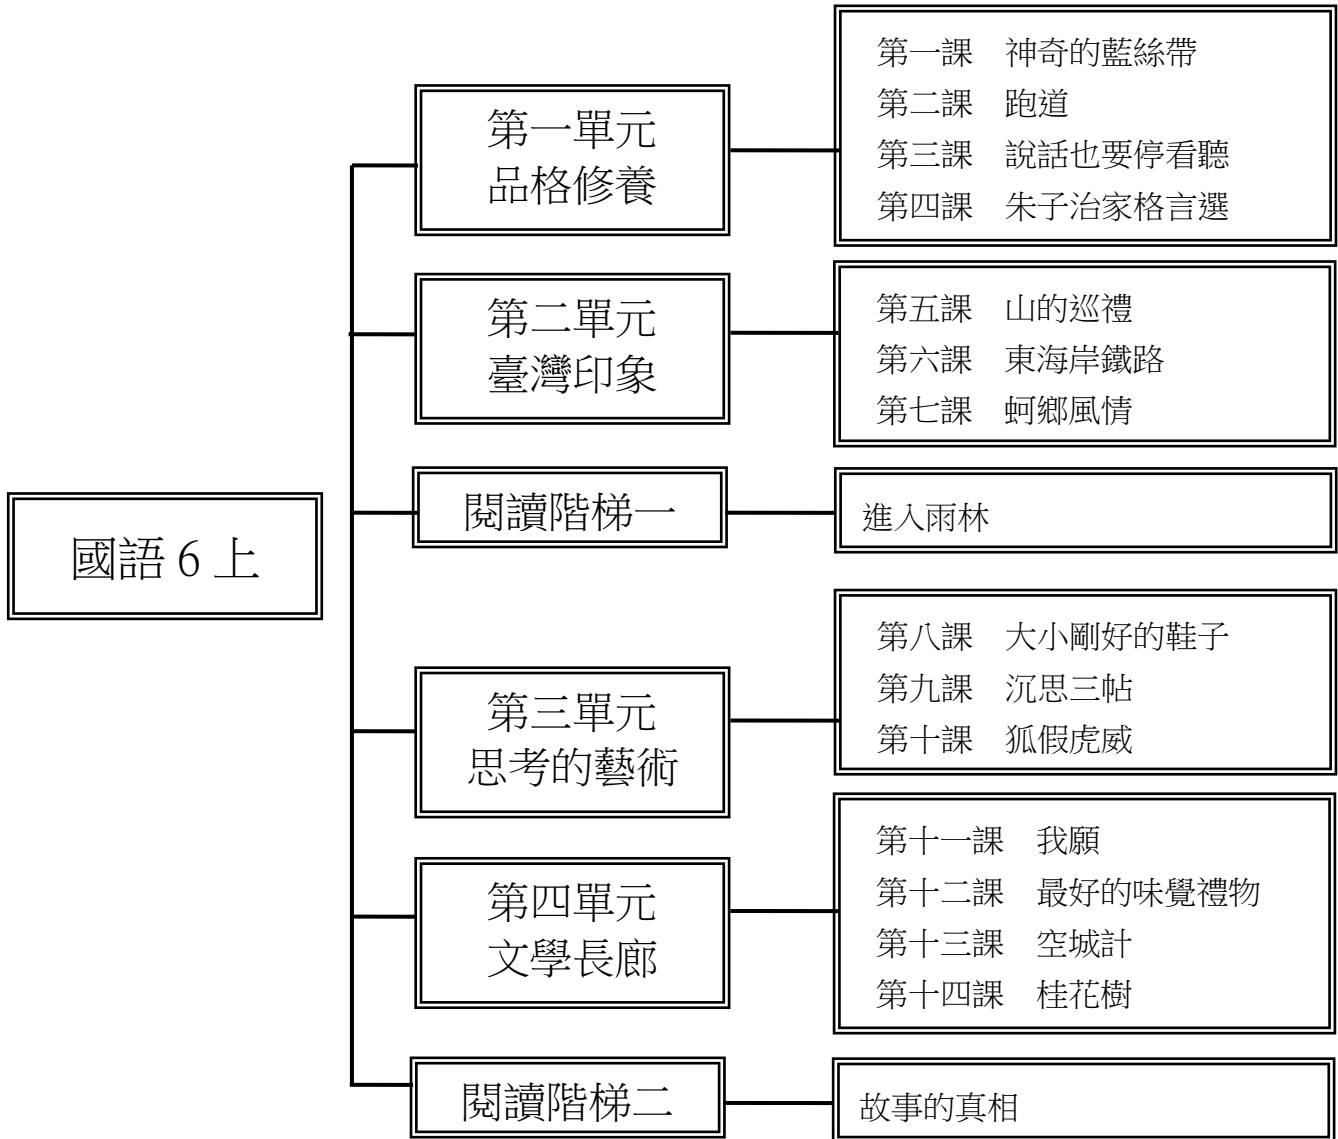 國語 6 上
第一單元
品格修養
第一課　神奇的藍絲帶
第二課　跑道
第三課　說話也要停看聽
第四課　朱子治家格言選
第二單元
臺灣印象
第五課　山的巡禮
第六課　東海岸鐵路
第七課　蚵鄉風情
閱讀階梯一
進入雨林
第三單元
思考的藝術
第八課　大小剛好的鞋子
第九課　沉思三帖
第十課　狐假虎威
第四單元
文學長廊
第十一課　我願
第十二課　最好的味覺禮物
第十三課　空城計
第十四課　桂花樹
閱讀階梯二
故事的真相